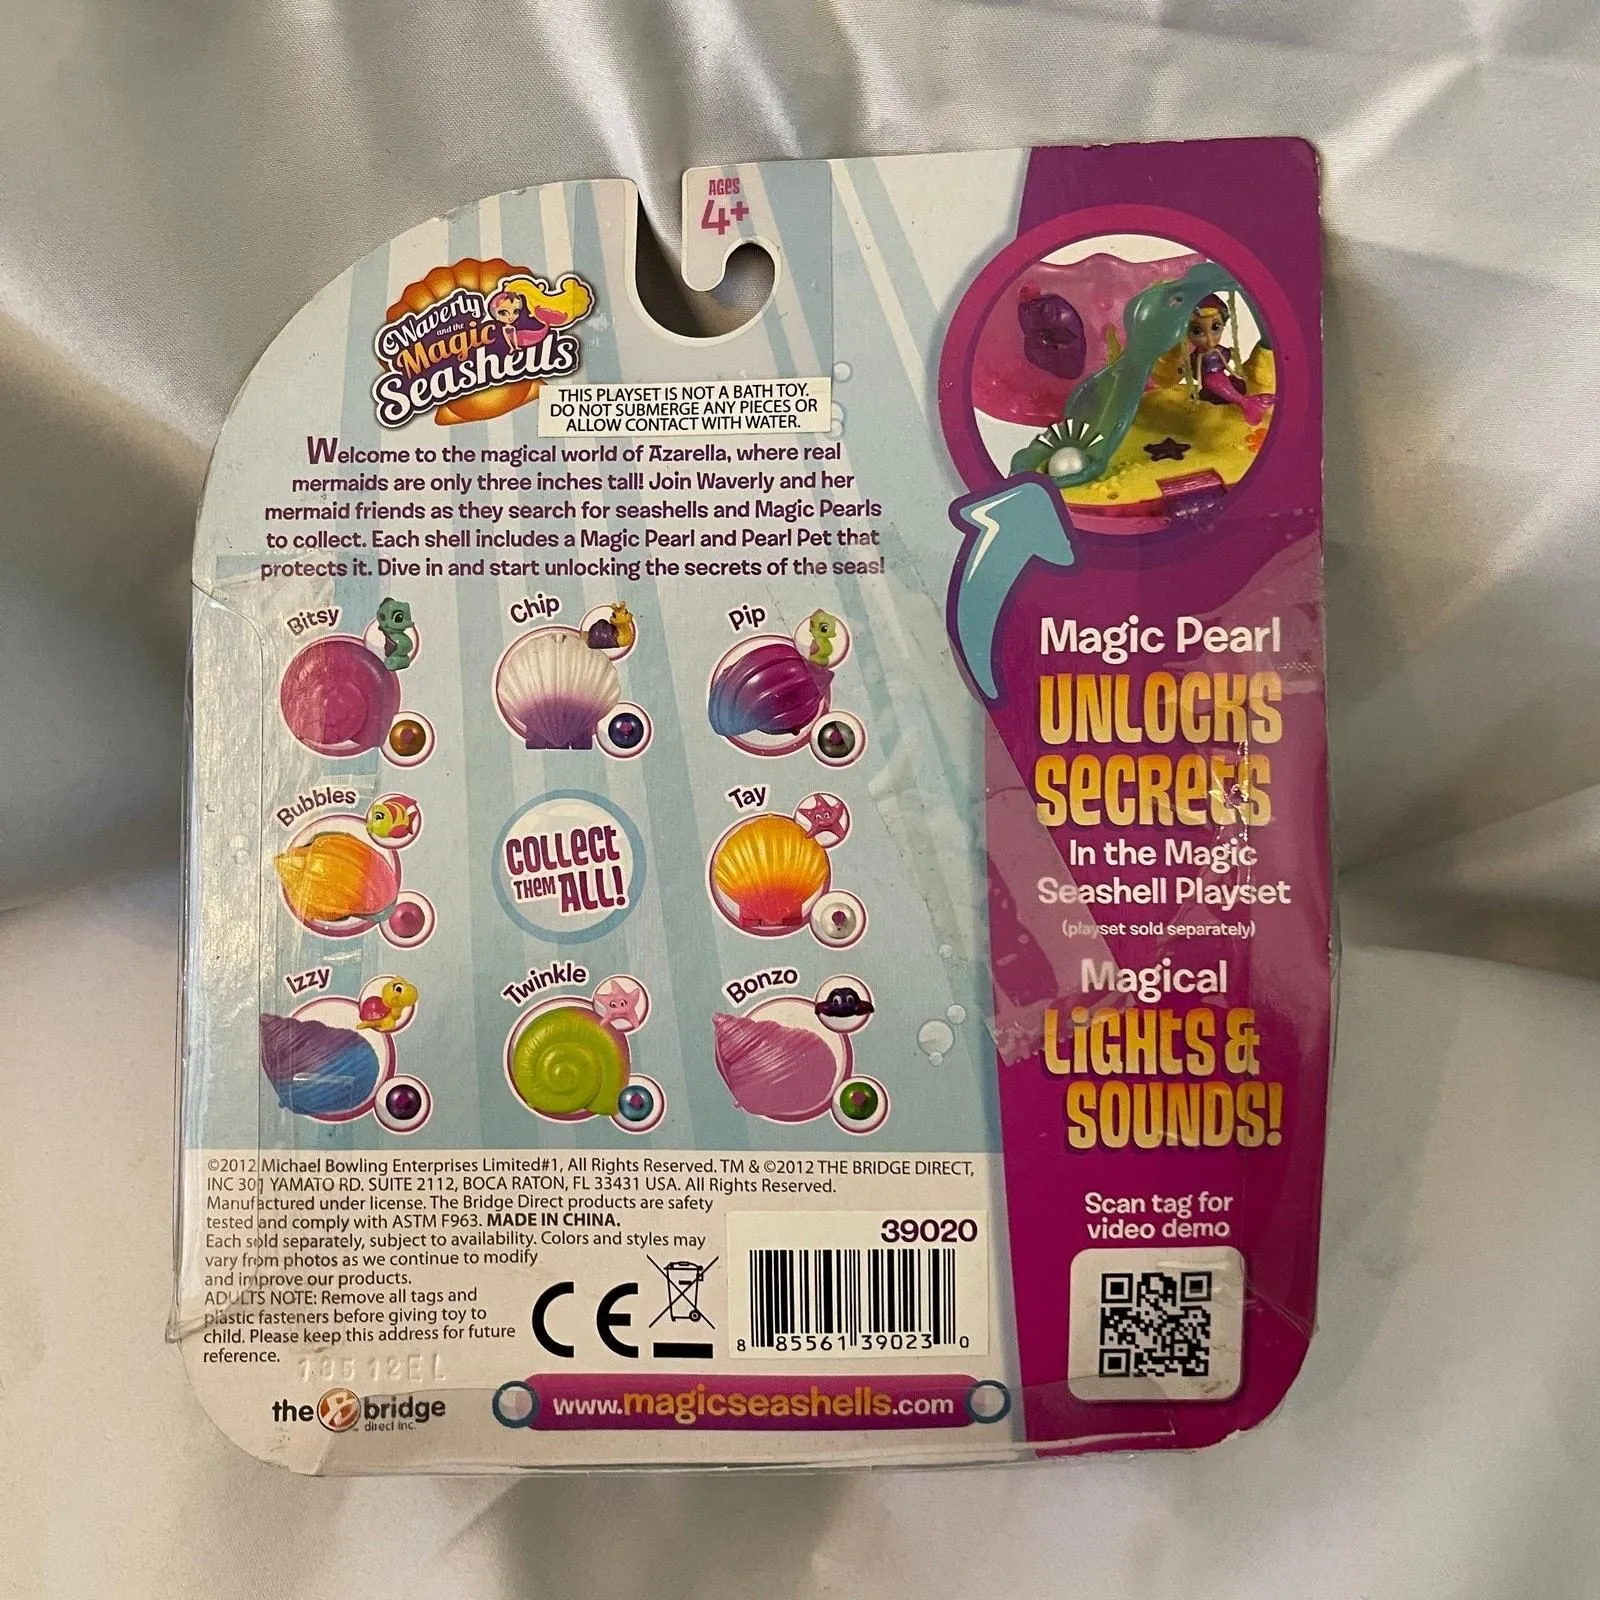 AGES
4+
Waverly
and the
Magic
Seashells
THIS PLAYSET IS NOT A BATH TOY.
DO NOT SUBMERGE ANY PIECES OR
ALLOW CONTACT WITH WATER.
Welcome to the magical world of Azarella, where real
mermaids are only three inches tall! Join Waverly and her
mermaid friends as they search for seashells and Magic Pearls
to collect. Each shell includes a Magic Pearl and Pearl Pet that
protects it. Dive in and start unlocking the secrets of the seas!
Bitsy
Chip
Pip
Bubbles
COLLECT
THEM ALL!
Tay
Izzy
Twinkle
Bonzo
Magic Pearl
UNLOCKS
SECRETS
In the Magic
Seashell Playset
(playset sold separately)
Magical
LIGHTS &
SOUNDS!
Scan tag for
video demo
©2012 Michael Bowling Enterprises Limited#1, All Rights Reserved. TM & ©2012 THE BRIDGE DIRECT,
INC 301 YAMATO RD. SUITE 2112, BOCA RATON, FL 33431 USA. All Rights Reserved.
Manufactured under license. The Bridge Direct products are safety
tested and comply with ASTM F963. MADE IN CHINA.
Each sold separately, subject to availability. Colors and styles may
vary from photos as we continue to modify
and improve our products.
ADULTS NOTE: Remove all tags and
plastic fasteners before giving toy to
child. Please keep this address for future
reference.
CE
39020
8 85561 39023 0
the bridge
direct inc.
www.magicseashells.com